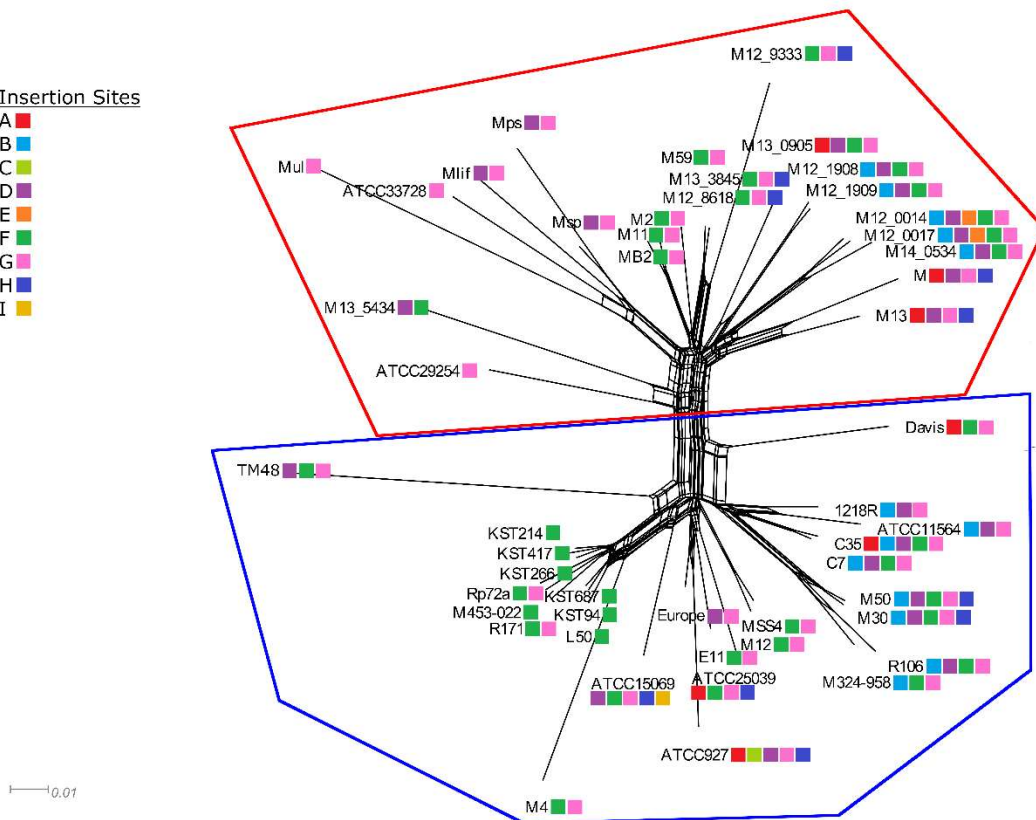 Insertion Sites
A
B
C
D
E
F
G
H
I
M12_9333
Mps
M13_0905
M59
Mul
Mlif
M12_1908
M13_3845
ATCC33728
M12_1909
M12_8618
Msp
M2
M12_0014
M11
M12_0017
MB2
M14_0534
M
M13_5434
M13
ATCC29254
Davis
TM48
1218R
KST214
ATCC11564
C35
KST417
C7
KST266
Rp72a
KST687
M50
M453-022
KST94
Europe
M30
R171
MSS4
L50
M12
E11
R106
ATCC15069
ATCC25039
M324-958
ATCC927
0.01
M4